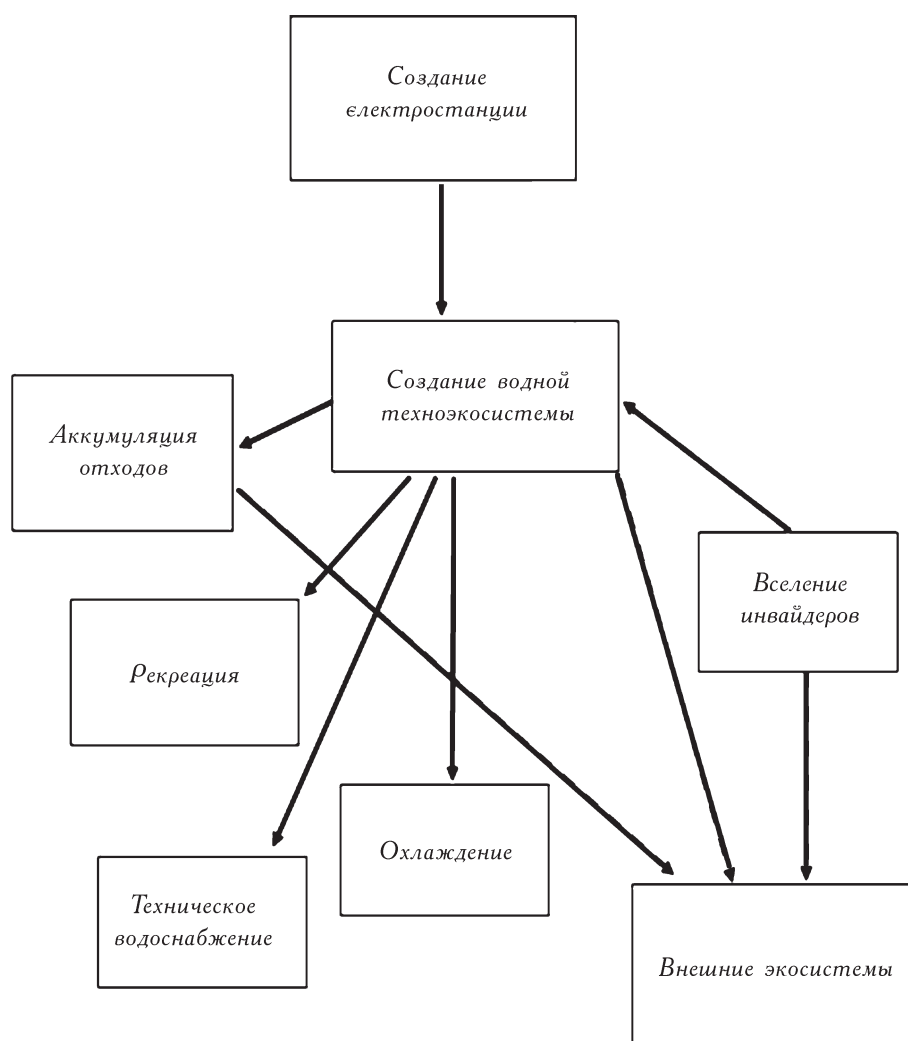 Создание
єлектростанции
Создание водной
техноэкосистемы
Аккумуляция
отходов
Вселение
инвайдеров
Рекреация
Охлаждение
Техническое
водоснабжение
Внешние экосистемы